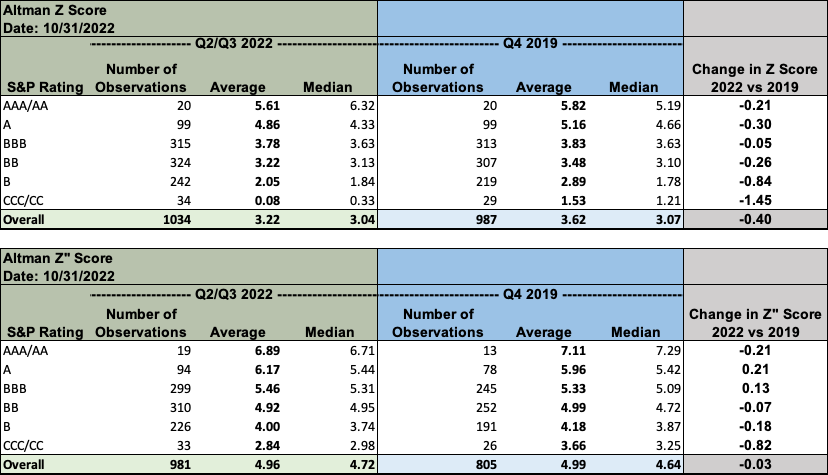 Altman Z Score
Date: 10/31/2022
Q2/Q3 2022 Q4 2019
Number of Number of Change in Z Score
S&P Rating Observations Average Median Observations Average Median 2022 vs 2019
AAA/AA 20 5.61 6.32 20 5.82 5.19 -0.21
A 99 4.86 4.33 99 5.16 4.66 -0.30
BBB 315 3.78 3.63 313 3.83 3.63 -0.05
BB 324 3.22 3.13 307 3.48 3.10 -0.26
B 242 2.05 1.84 219 2.89 1.78 -0.84
CCC/CC 34 0.08 0.33 29 1.53 1.21 -1.45
Overall 1034 3.22 3.04 987 3.62 3.07 -0.40
Altman Z" Score
Date: 10/31/2022
Q2/Q3 2022 Q4 2019
Number of Number of Change in Z" Score
S&P Rating Observations Average Median Observations Average Median 2022 vs 2019
AAA/AA 19 6.89 6.71 13 7.11 7.29 -0.21
A 94 6.17 5.44 78 5.96 5.42 0.21
BBB 299 5.46 5.31 245 5.33 5.09 0.13
BB 310 4.92 4.95 252 4.99 4.72 -0.07
B 226 4.00 3.74 191 4.18 3.87 -0.18
CCC/CC 33 2.84 2.98 26 3.66 3.25 -0.82
Overall 981 4.96 4.72 805 4.99 4.64 -0.03